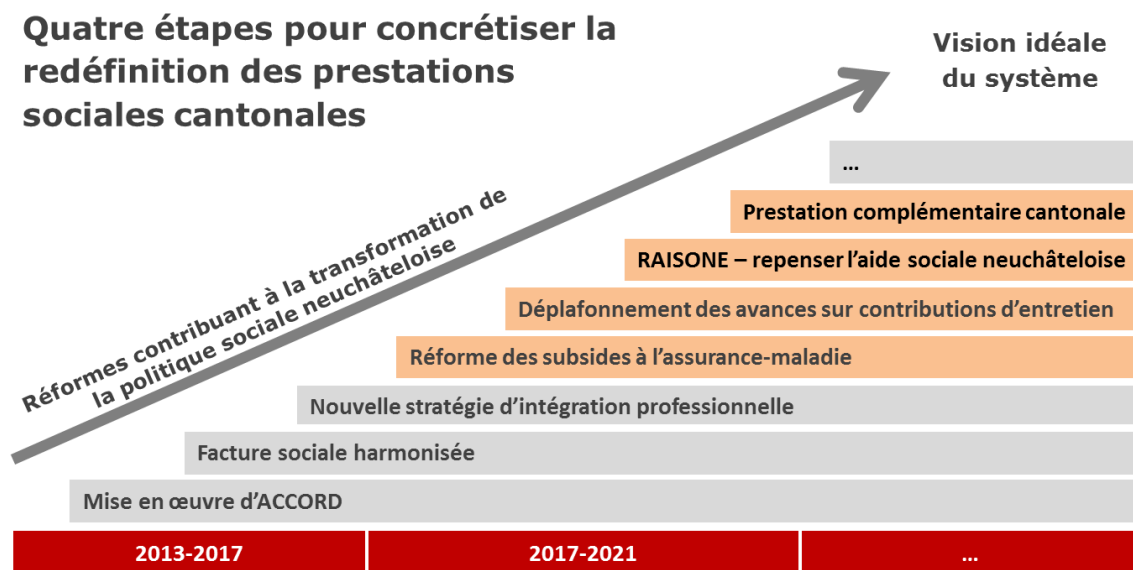 Quatre étapes pour concrétiser la
redéfinition des prestations
sociales cantonales
Vision idéale
du système
Réformes contribuant à la transformation de
la politique sociale neuchâteloise
...
Prestation complémentaire cantonale
RAISONE – repenser l'aide sociale neuchâteloise
Déplafonnement des avances sur contributions d'entretien
Réforme des subsides à l'assurance-maladie
Nouvelle stratégie d'intégration professionnelle
Facture sociale harmonisée
Mise en œuvre d'ACCORD
2013-2017
2017-2021
...